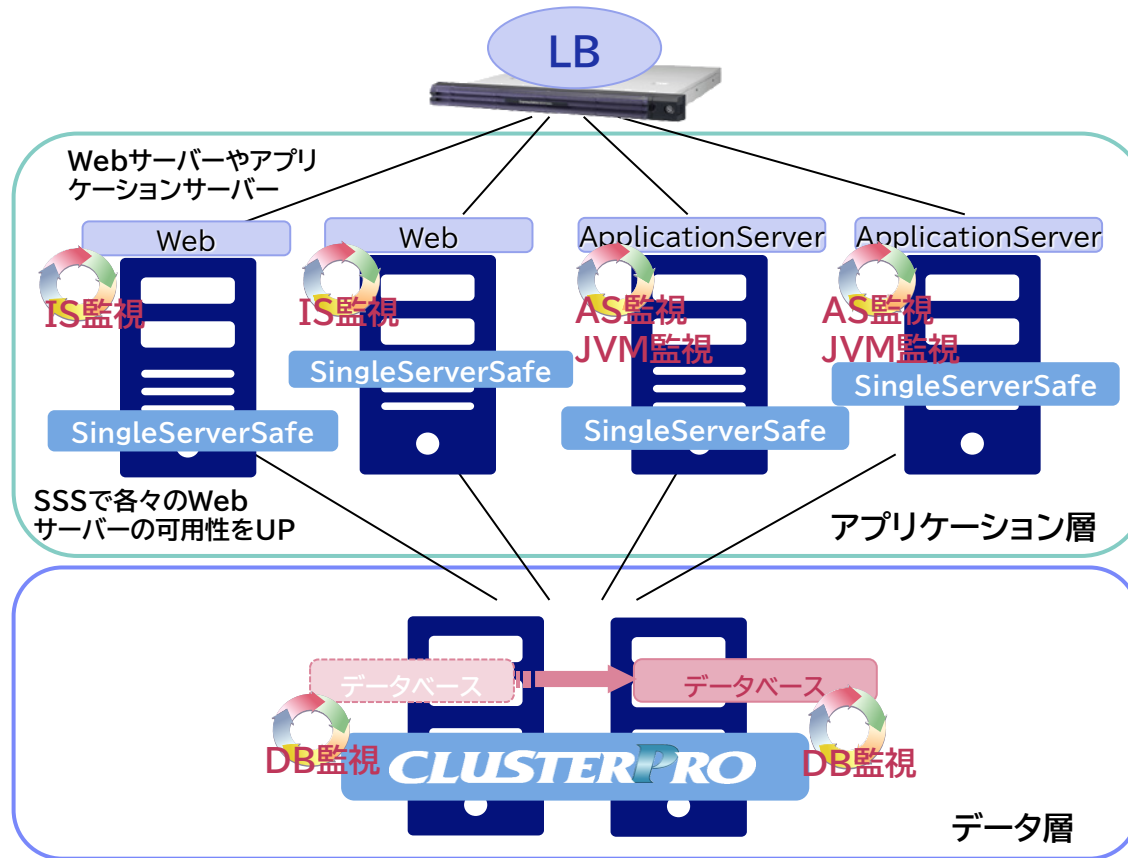 LB
Webサーバーやアプリ
ケーションサーバー
Web
Web
ApplicationServer
ApplicationServer
IS監視
IS監視
AS監視
JVM監視
AS監視
JVM監視
SingleServerSafe
SingleServerSafe
SingleServerSafe
SingleServerSafe
SSSで各々のWeb
サーバーの可用性をUP
アプリケーション層
データベース
データベース
DB監視
CLUSTERPRO
DB監視
データ層